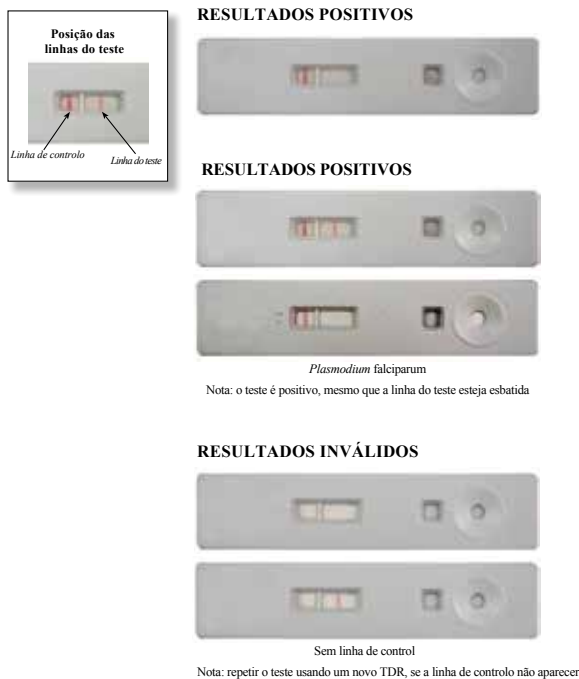 Posição das
linhas do teste
Linha de controlo
Linha do teste
RESULTADOS POSITIVOS
RESULTADOS POSITIVOS
Plasmodium falciparum
Nota: o teste é positivo, mesmo que a linha do teste esteja esbatida
RESULTADOS INVÁLIDOS
Sem linha de control
Nota: repetir o teste usando um novo TDR, se a linha de controlo não aparecer